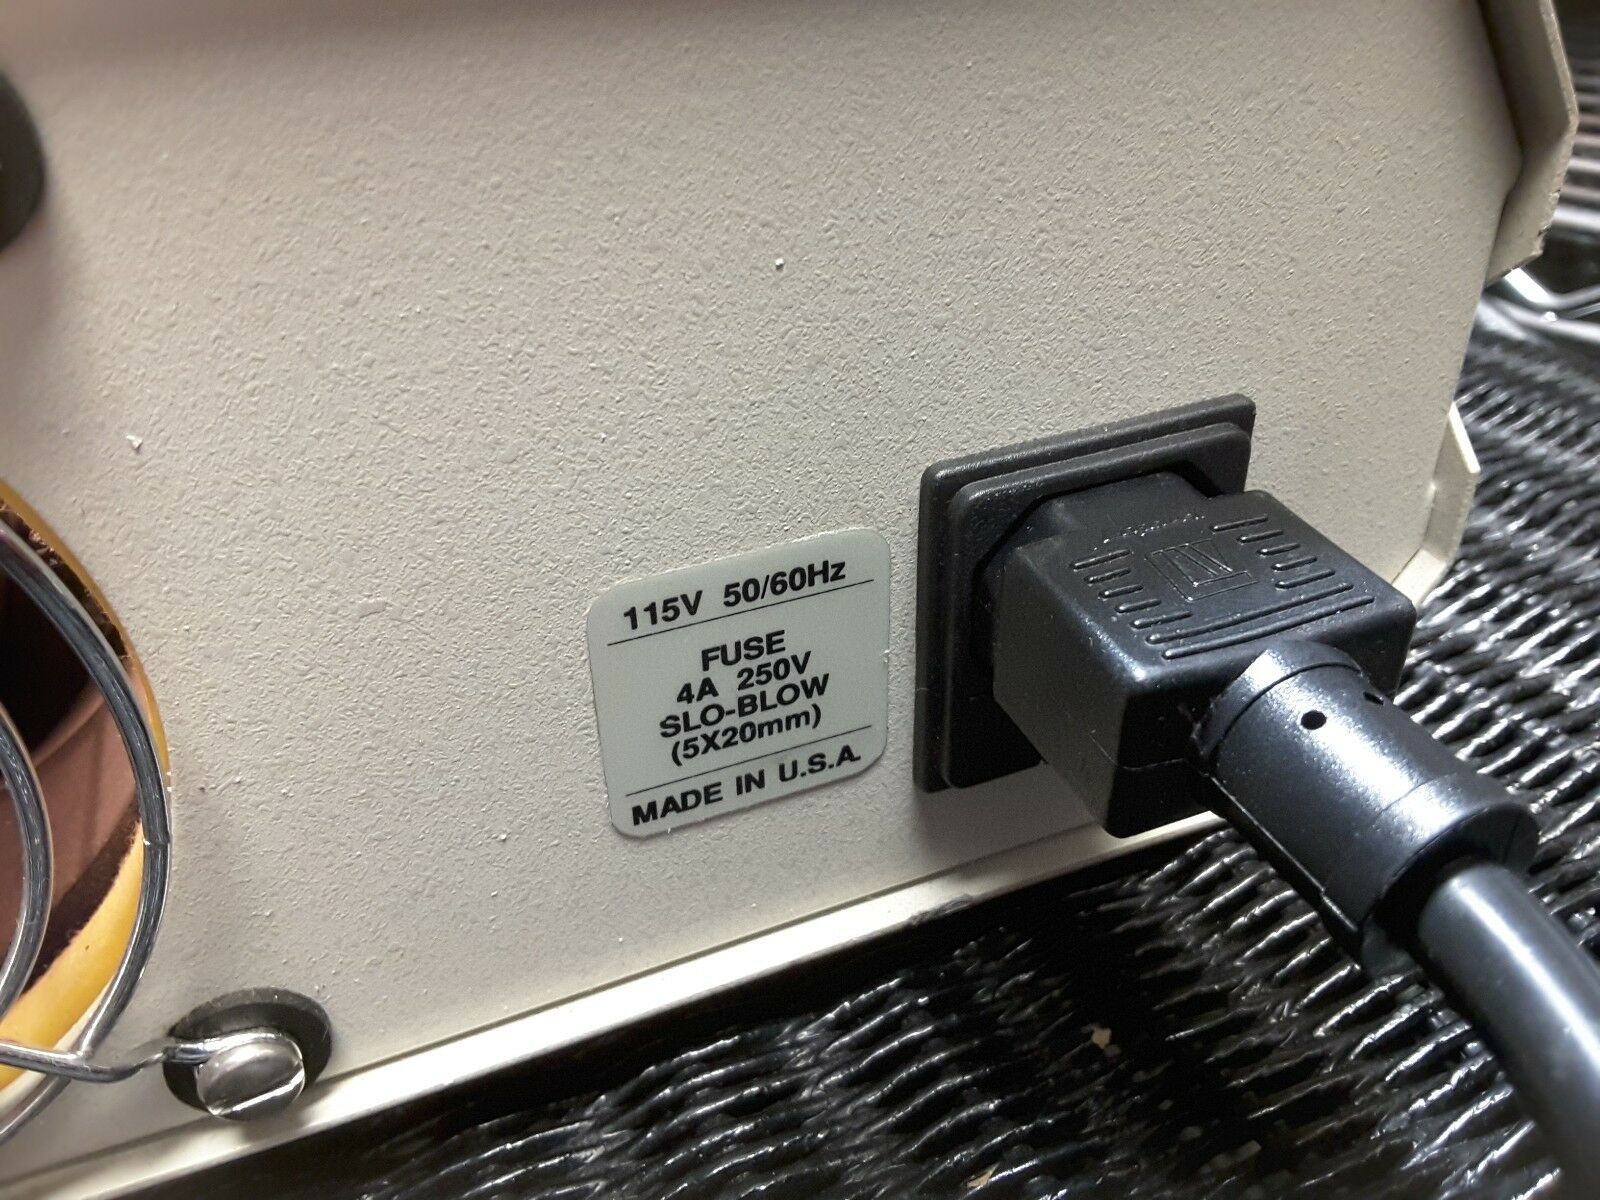 115V 50/60Hz
FUSE
4A 250V
SLO-BLOW
(5X20mm)
MADE IN U.S.A.